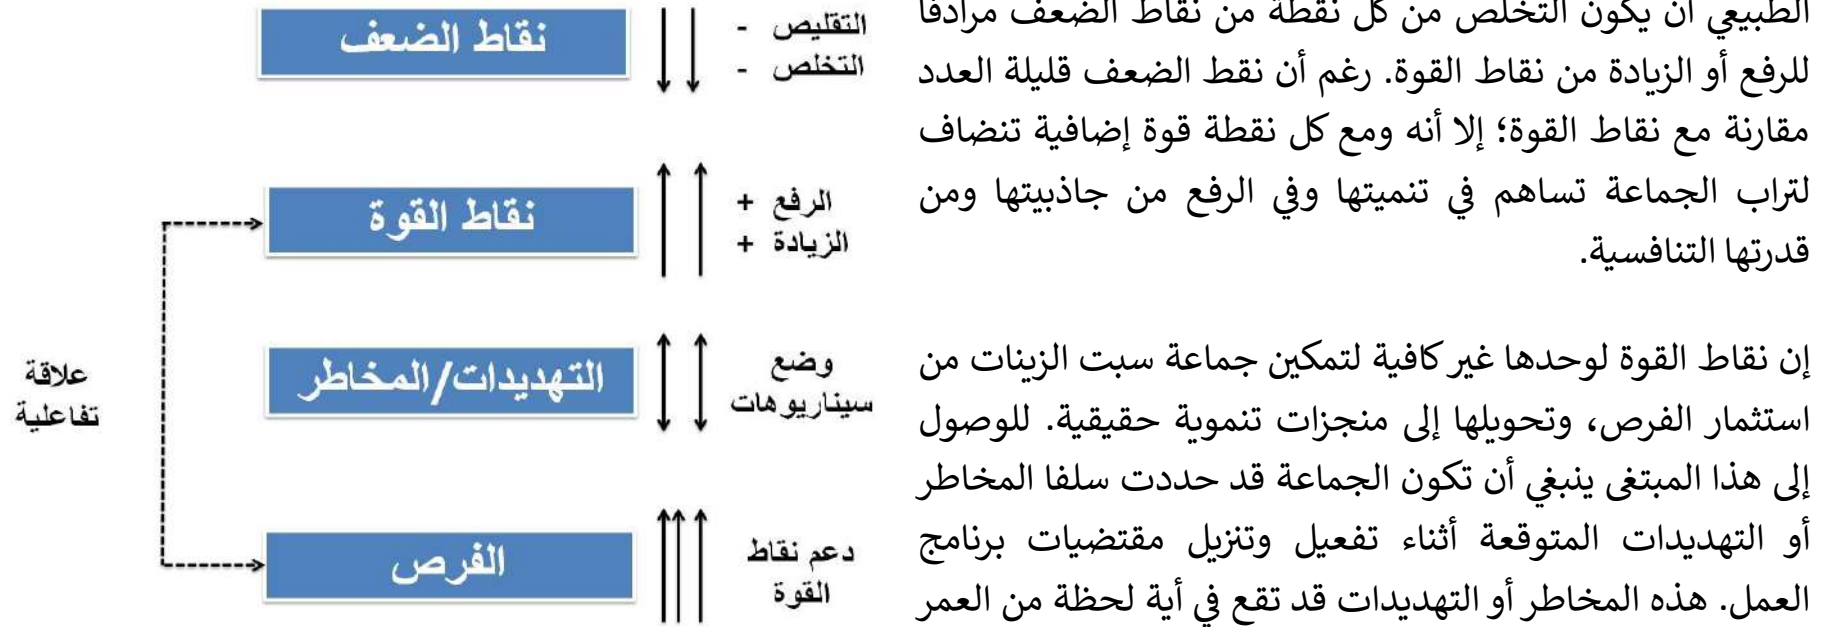 الطبيعي أن يكون التخلص من كل نقطة من نقاط الضعف مرادفا
للرفع أو الزيادة من نقاط القوة. رغم أن نقط الضعف قليلة العدد
مقارنة مع نقاط القوة؛ إلا أنه ومع كل نقطة قوة إضافية تنضاف
لتراب الجماعة تساهم في تنميتها وفي الرفع من جاذبيتها ومن
قدرتها التنافسية.
إن نقاط القوة لوحدها غير كافية لتمكين جماعة سبت الزينات من
استثمار الفرص، وتحويلها إلى منجزات تنموية حقيقية. للوصول
إلى هذا المبتغى ينبغي أن تكون الجماعة قد حددت سلفا المخاطر
أو التهديدات المتوقعة أثناء تفعيل وتنزيل مقتضيات برنامج
العمل. هذه المخاطر أو التهديدات قد تقع في أية لحظة من العمر
التقليص -
التخلص -
نقاط الضعف
الرفع +
الزيادة +
نقاط القوة
وضع
سيناريوهات
التهديدات/المخاطر
دعم نقاط
القوة
الفرص
علاقة
تفاعلية